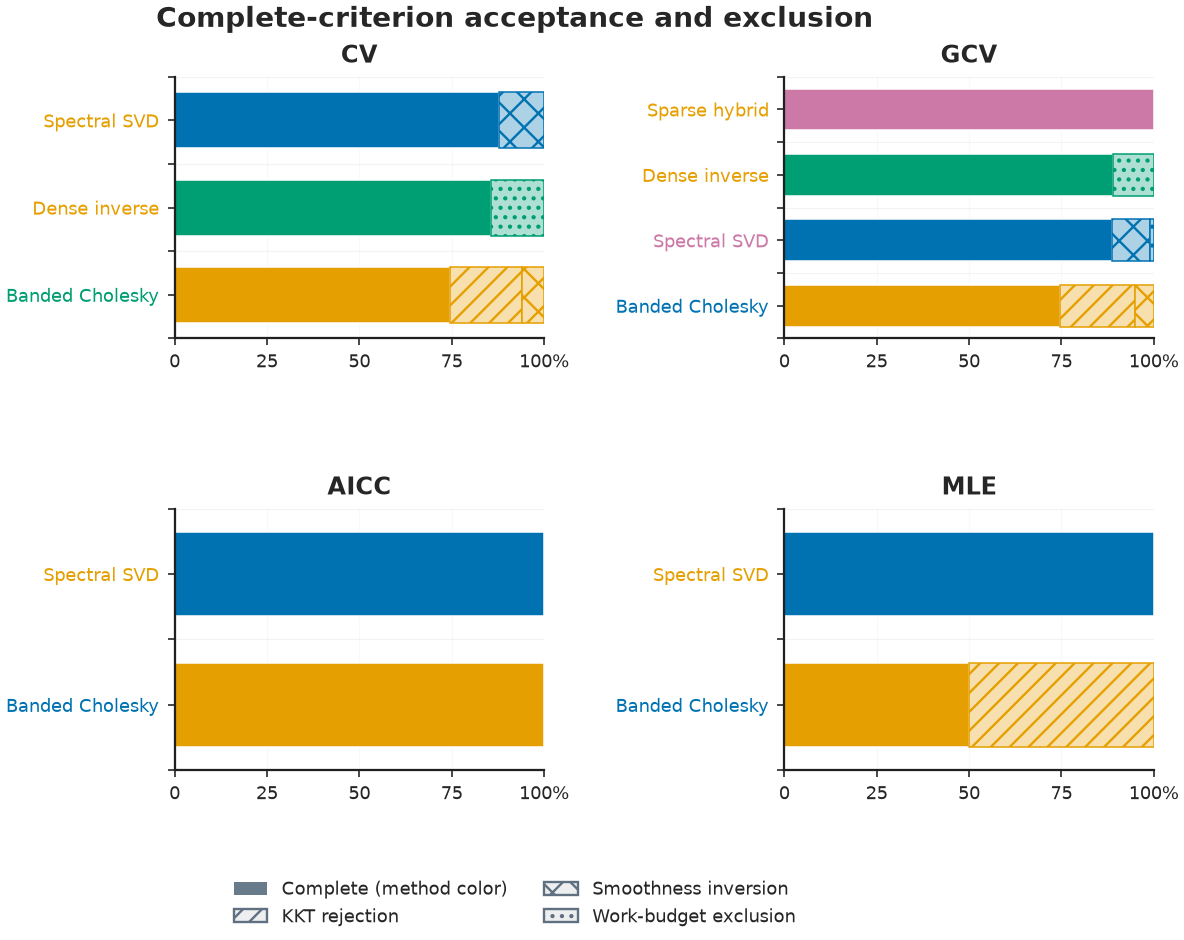 Complete-criterion acceptance and exclusion
CV
Spectral SVD
Dense inverse
Banded Cholesky
0 25 50 75 100%
GCV
Sparse hybrid
Dense inverse
Spectral SVD
Banded Cholesky
0 25 50 75 100%
AICC
Spectral SVD
Banded Cholesky
0 25 50 75 100%
MLE
Spectral SVD
Banded Cholesky
0 25 50 75 100%
Complete (method color)
KKT rejection
Smoothness inversion
Work-budget exclusion